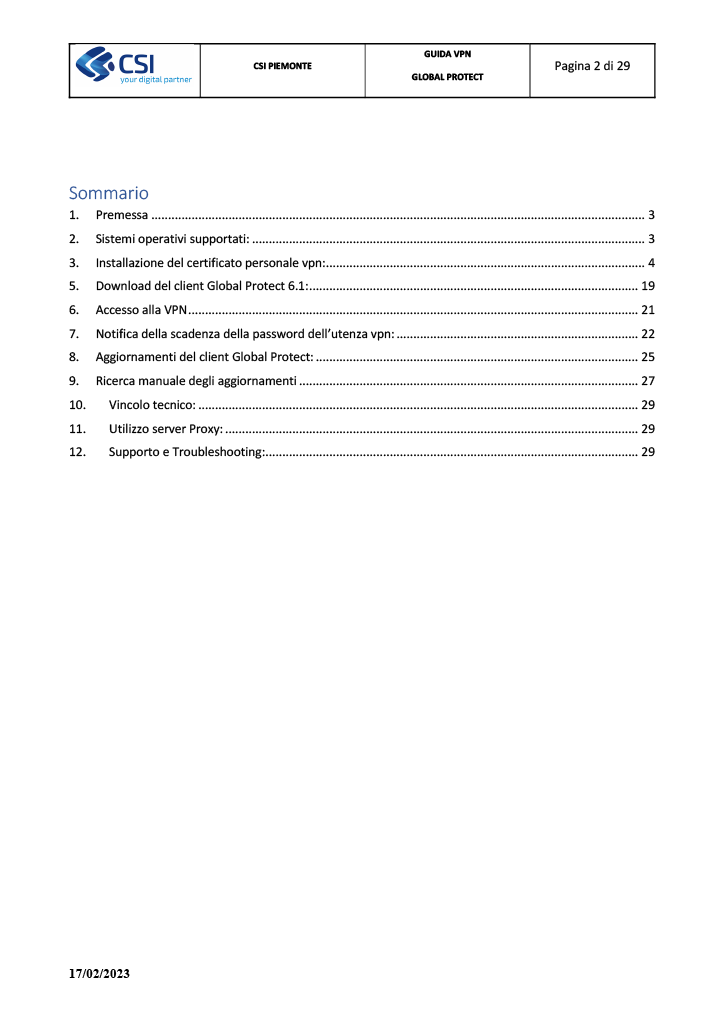 CSI
your digital partner
CSI PIEMONTE
GUIDA VPN
GLOBAL PROTECT
Pagina 2 di 29
Sommario
1. Premessa ........ 3
2. Sistemi operativi supportati: ........ 3
3. Installazione del certificato personale vpn:........ 4
5. Download del client Global Protect 6.1:........ 19
6. Accesso alla VPN........ 21
7. Notifica della scadenza della password dell’utenza vpn: ........ 22
8. Aggiornamenti del client Global Protect: ........ 25
9. Ricerca manuale degli aggiornamenti ........ 27
10. Vincolo tecnico: ........ 29
11. Utilizzo server Proxy: ........ 29
12. Supporto e Troubleshooting:........ 29
17/02/2023